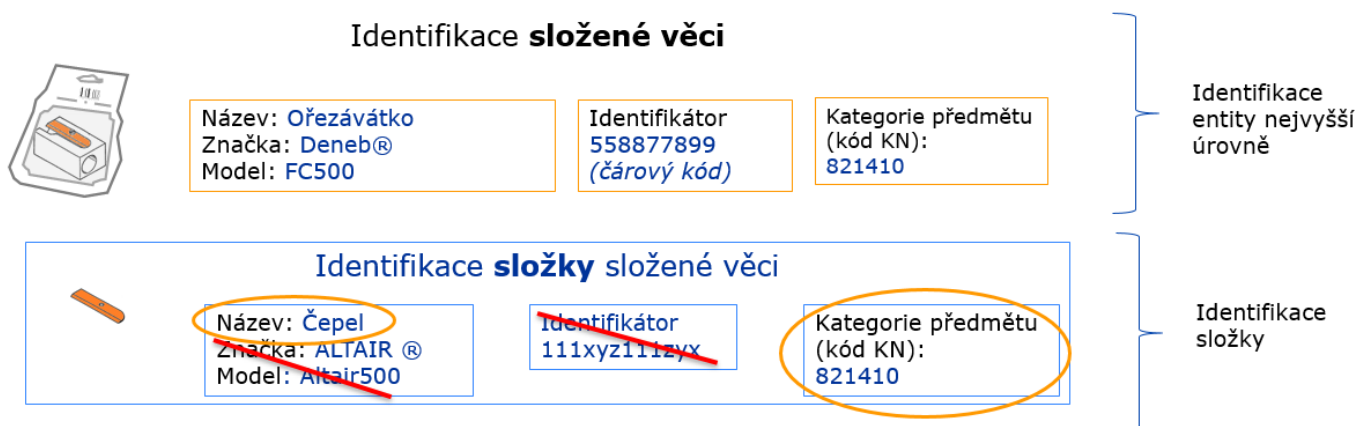 Identifikace složené věci
Název: Ořezávátko
Značka: Deneb®
Model: FC500
Identifikátor
558877899
(čárový kód)
Kategorie předmětu
(kód KN):
821410
Identifikace
entity nejvyšší
úrovně
Identifikace složky složené věci
Název: Čepel
Značka: ALTAIR ®
Model: Altair500
Identifikátor
111xyz111zyx
Kategorie předmětu
(kód KN):
821410
Identifikace
složky